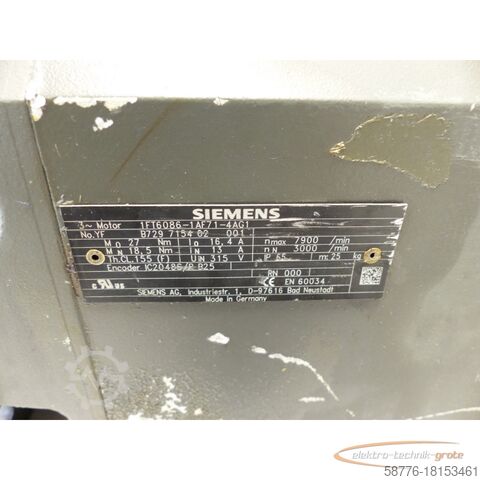 SIEMENS
3~ Motor 1FT6086-1AF71-4AG1
No.YF B729 7154 02 001
M0 27 Nm I0 16,4 A nmax 7900 /min
MN 18,5 Nm IN 13 A nN 3000 /min
Th.Cl.155 (F) UIN 315 V IP 65 m: 25 kg
Encoder IC2048S/R B25 RN 000
CE EN 60034
c RU us SIEMENS AG, Industriestr. 1, D-97616 Bad Neustadt
Made in Germany
elektro-technik-grote
58776-18153461